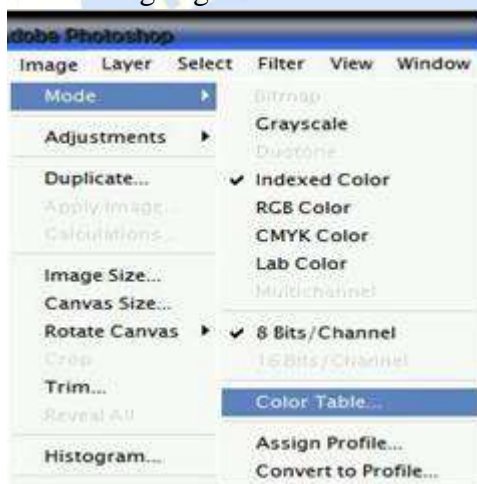 Adobe Photoshop
Image Layer Select Filter View Window
Mode
Adjustments
Duplicate...
Apply Image...
Calculations...
Image Size...
Canvas Size...
Rotate Canvas
Crop
Trim...
Reveal All
Histogram...
Bitmap
Grayscale
Duotone
Indexed Color
RGB Color
CMYK Color
Lab Color
Multichannel
8 Bits/Channel
16 Bits/Channel
Color Table...
Assign Profile...
Convert to Profile...